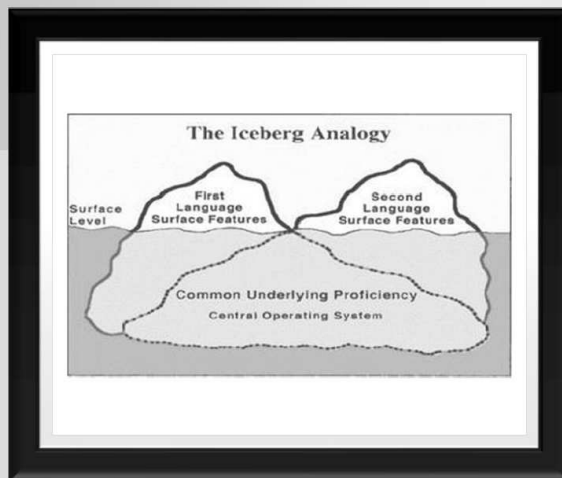 The Iceberg Analogy
First
Language
Surface Features
Second
Language
Surface Features
Surface
Level
Common Underlying Proficiency
Central Operating System